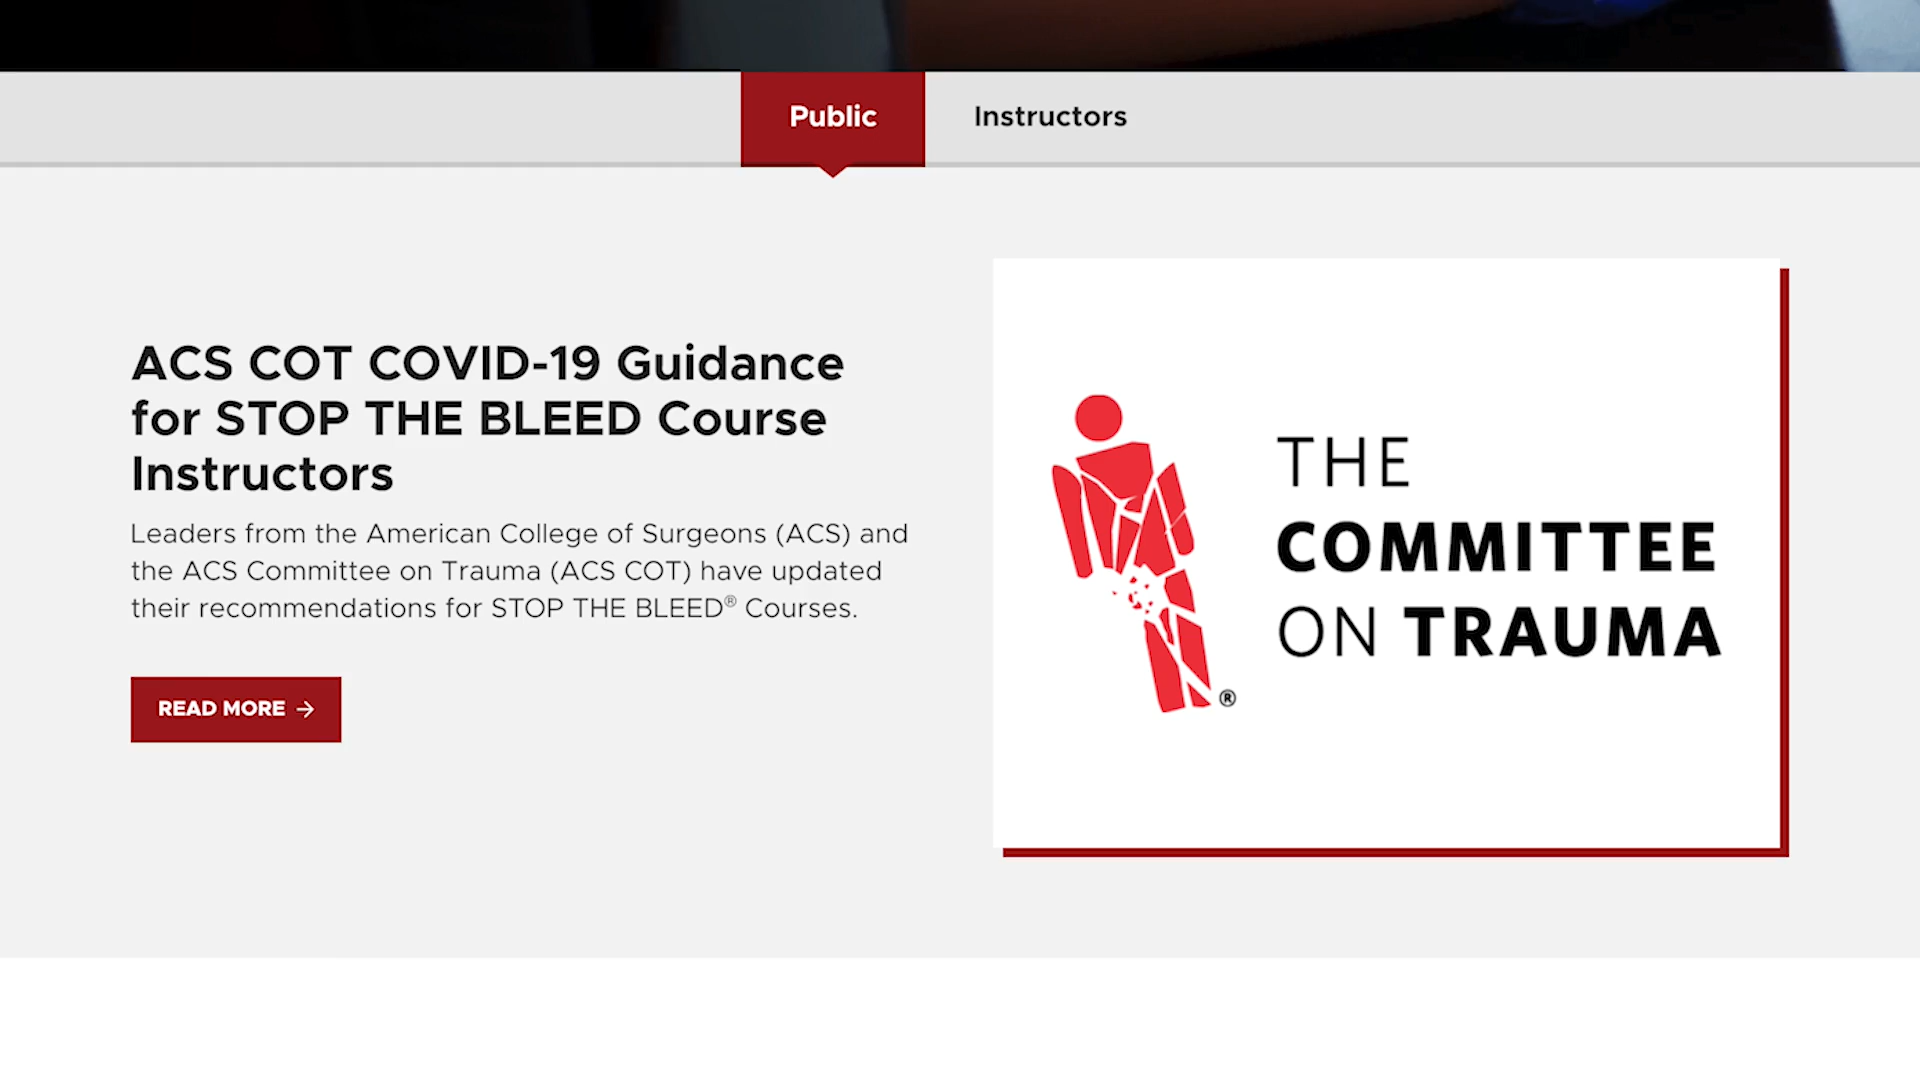 Public
Instructors
ACS COT COVID-19 Guidance
for STOP THE BLEED Course
Instructors
Leaders from the American College of Surgeons (ACS) and
the ACS Committee on Trauma (ACS COT) have updated
their recommendations for STOP THE BLEED® Courses.
READ MORE →
THE
COMMITTEE
ON TRAUMA
®